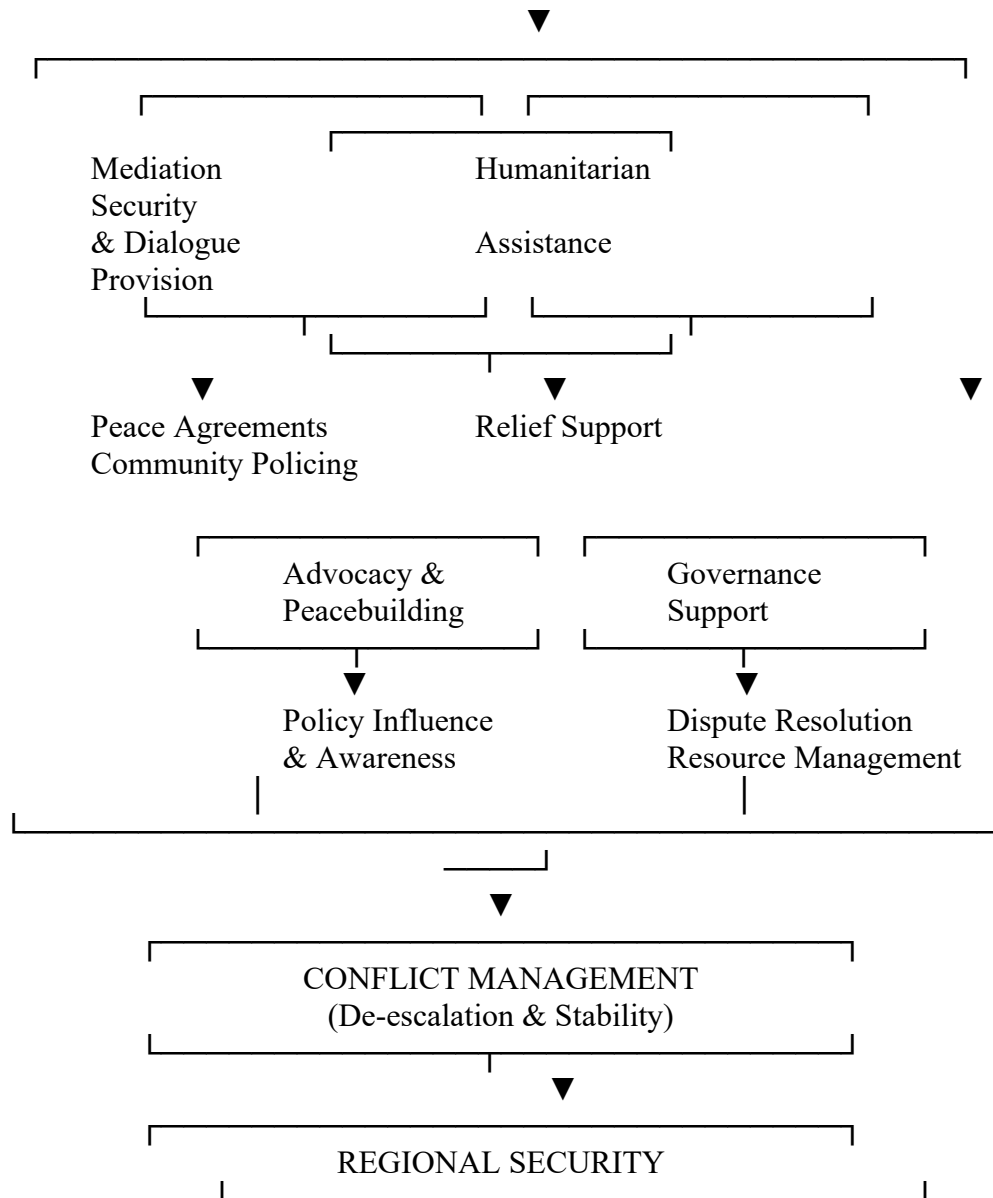 Mediation Humanitarian
Security
& Dialogue Assistance
Provision
Peace Agreements Relief Support
Community Policing
Advocacy & Governance
Peacebuilding Support
Policy Influence Dispute Resolution
& Awareness Resource Management
CONFLICT MANAGEMENT
(De-escalation & Stability)
REGIONAL SECURITY